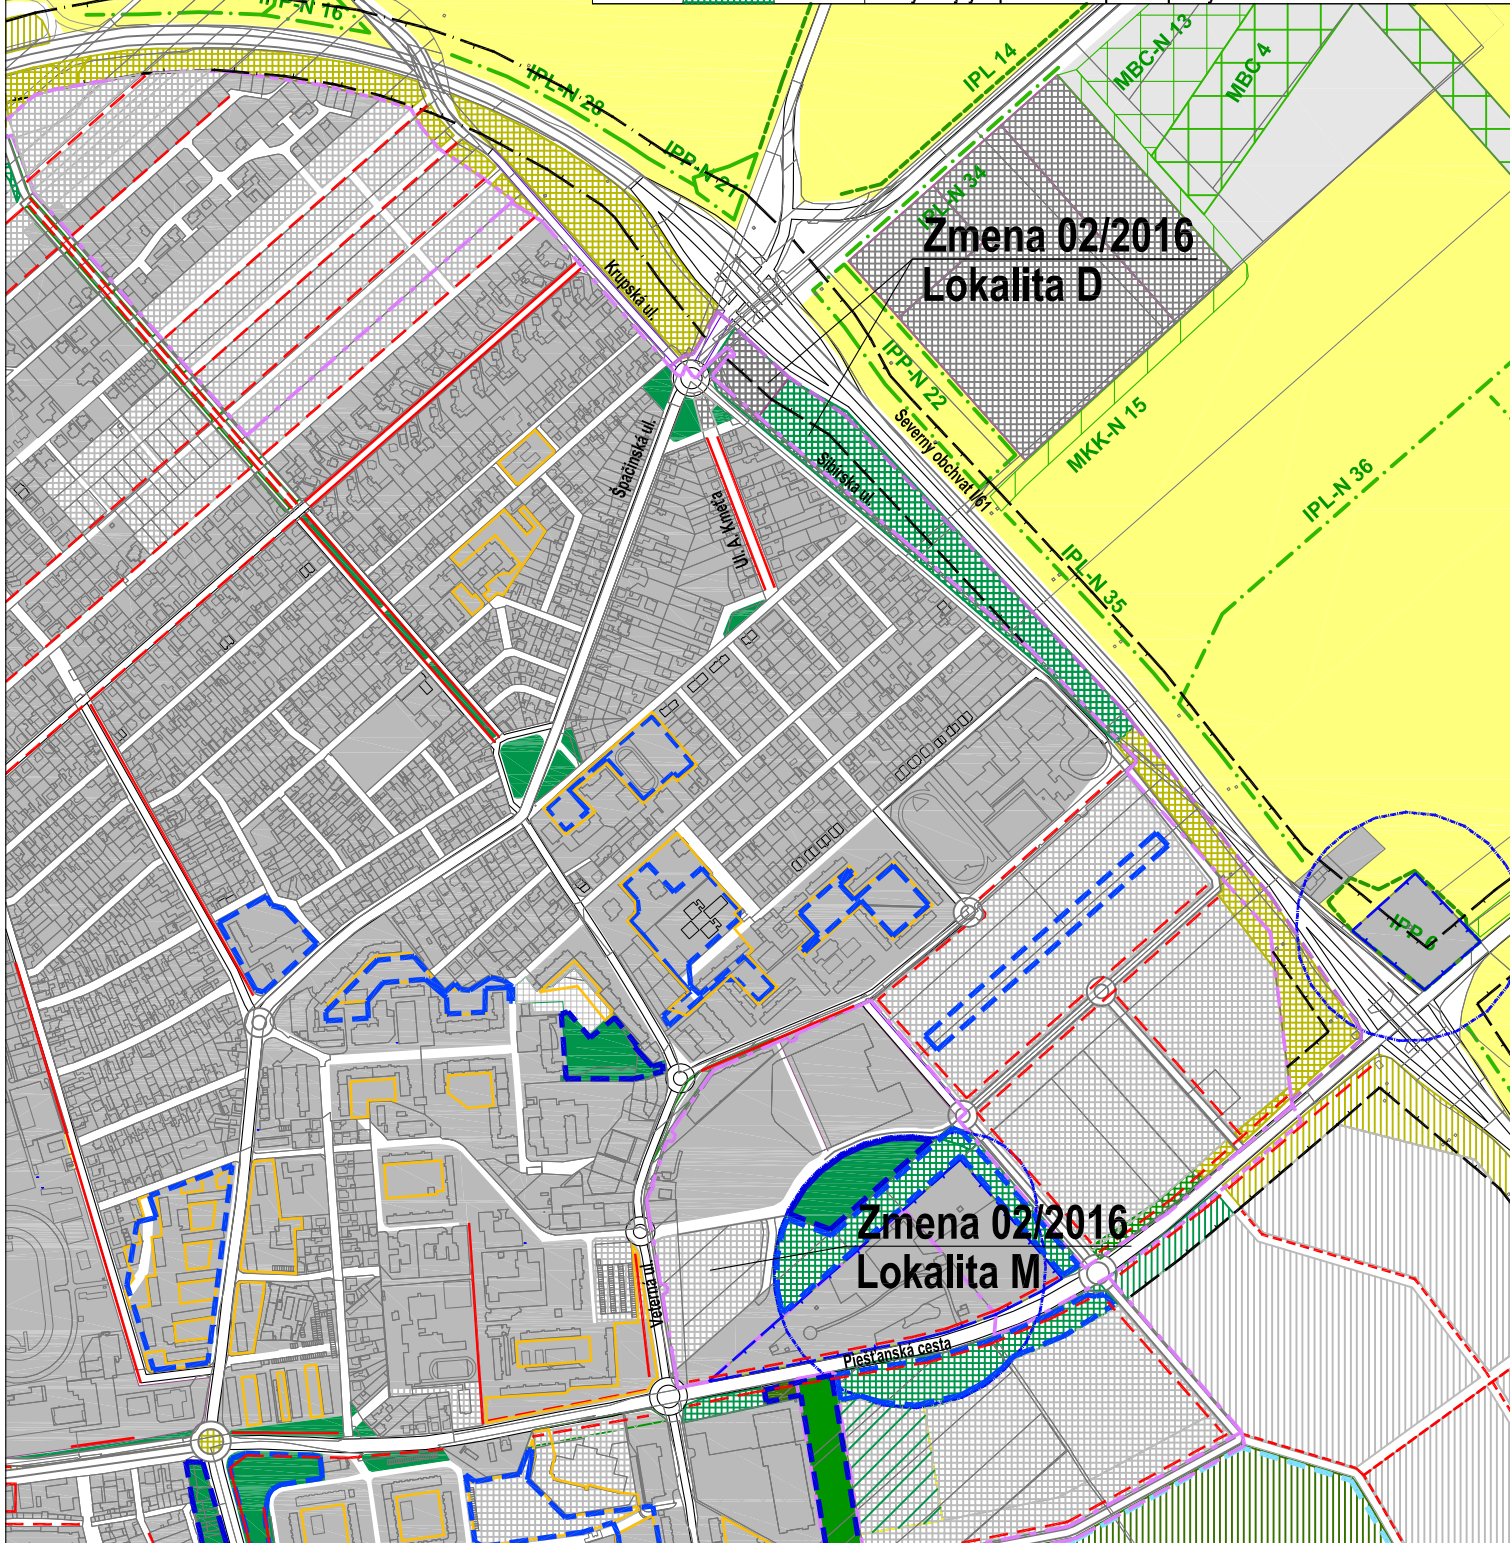 IPP-N 16
IPL-N 28
IPP-N 21
IPL 14
MBC-N 13
MBC 4
IPL-N 34
Zmena 02/2016
Lokalita D
Krupská ul.
IPP-N 22
Severný obchvat I/61
MKK-N 15
IPL-N 36
Špačinská ul.
Ul. A. Kmeťa
Sibírska ul.
IPL-N 35
IPP 6
Zmena 02/2016
Lokalita M
Veterná ul
Piešťanská cesta